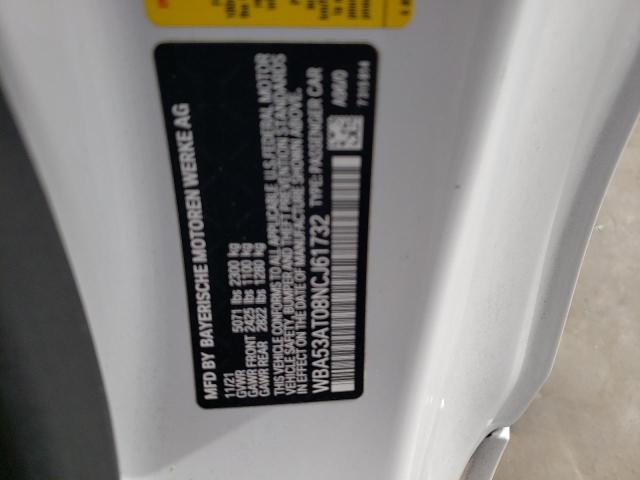 MFD BY BAYERISCHE MOTOREN WERKE AG
11/21
GVWR 5071 lbs 2300 kg
GAWR FRONT 2425 lbs 1100 kg
GAWR REAR 2822 lbs 1280 kg
THIS VEHICLE CONFORMS TO ALL APPLICABLE U.S. FEDERAL MOTOR
VEHICLE SAFETY, BUMPER AND THEFT PREVENTION STANDARDS
IN EFFECT ON THE DATE OF MANUFACTURE SHOWN ABOVE.
WBA53AT08NCJ61732 TYPE: PASSENGER CAR